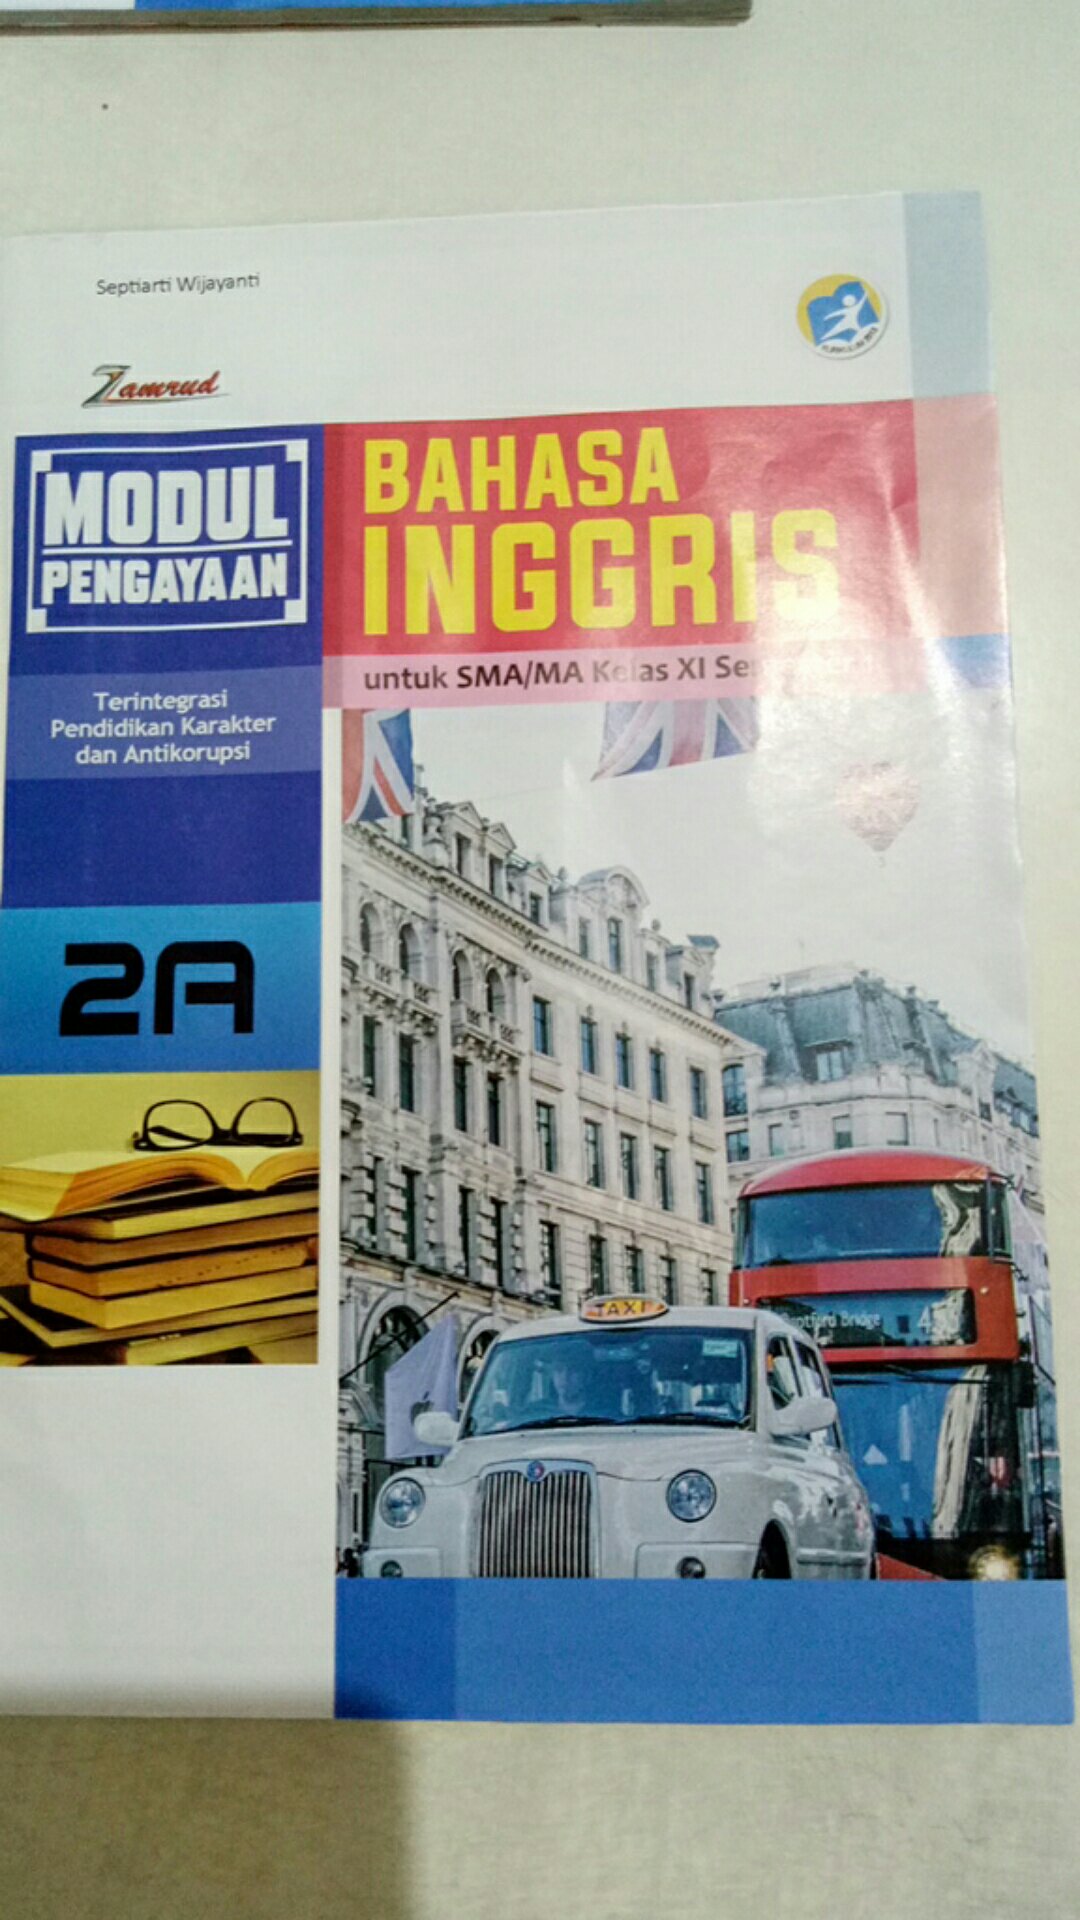 Septiarti Wijayanti
Zamrud
MODUL
PENGAYAAN
BAHASA
INGGRIS
untuk SMA/MA Kelas XI
Terintegrasi
Pendidikan Karakter
dan Antikorupsi
2A
TAXI
Bridge